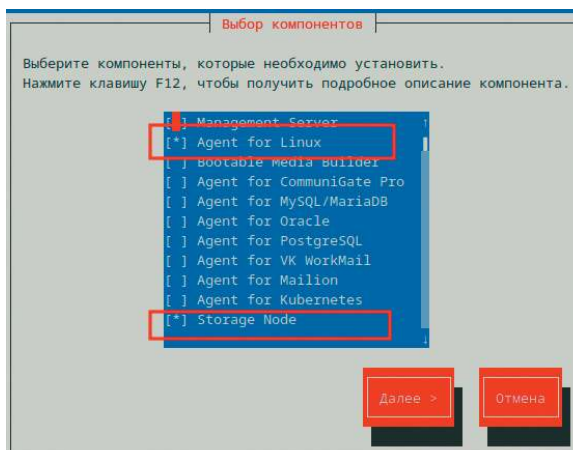 Выбор компонентов
Выберите компоненты, которые необходимо установить.
Нажмите клавишу F12, чтобы получить подробное описание компонента.
[ ] Management Server ↑
[*] Agent for Linux
[ ] Bootable Media Builder
[ ] Agent for CommuniGate Pro
[ ] Agent for MySQL/MariaDB
[ ] Agent for Oracle
[ ] Agent for PostgreSQL
[ ] Agent for VK WorkMail
[ ] Agent for Mailion
[ ] Agent for Kubernetes
[*] Storage Node
↓
Далее > Отмена